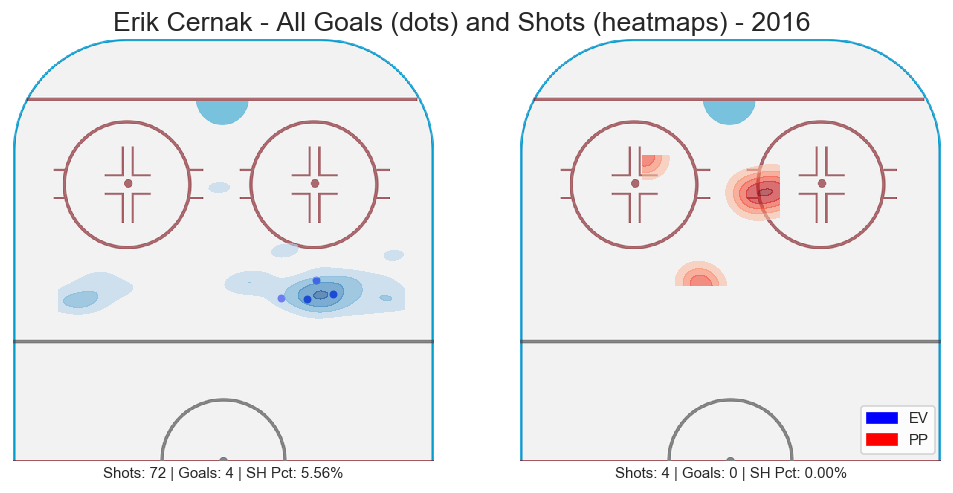 Erik Cernak - All Goals (dots) and Shots (heatmaps) - 2016
EV
PP
Shots: 72 | Goals: 4 | SH Pct: 5.56%
Shots: 4 | Goals: 0 | SH Pct: 0.00%